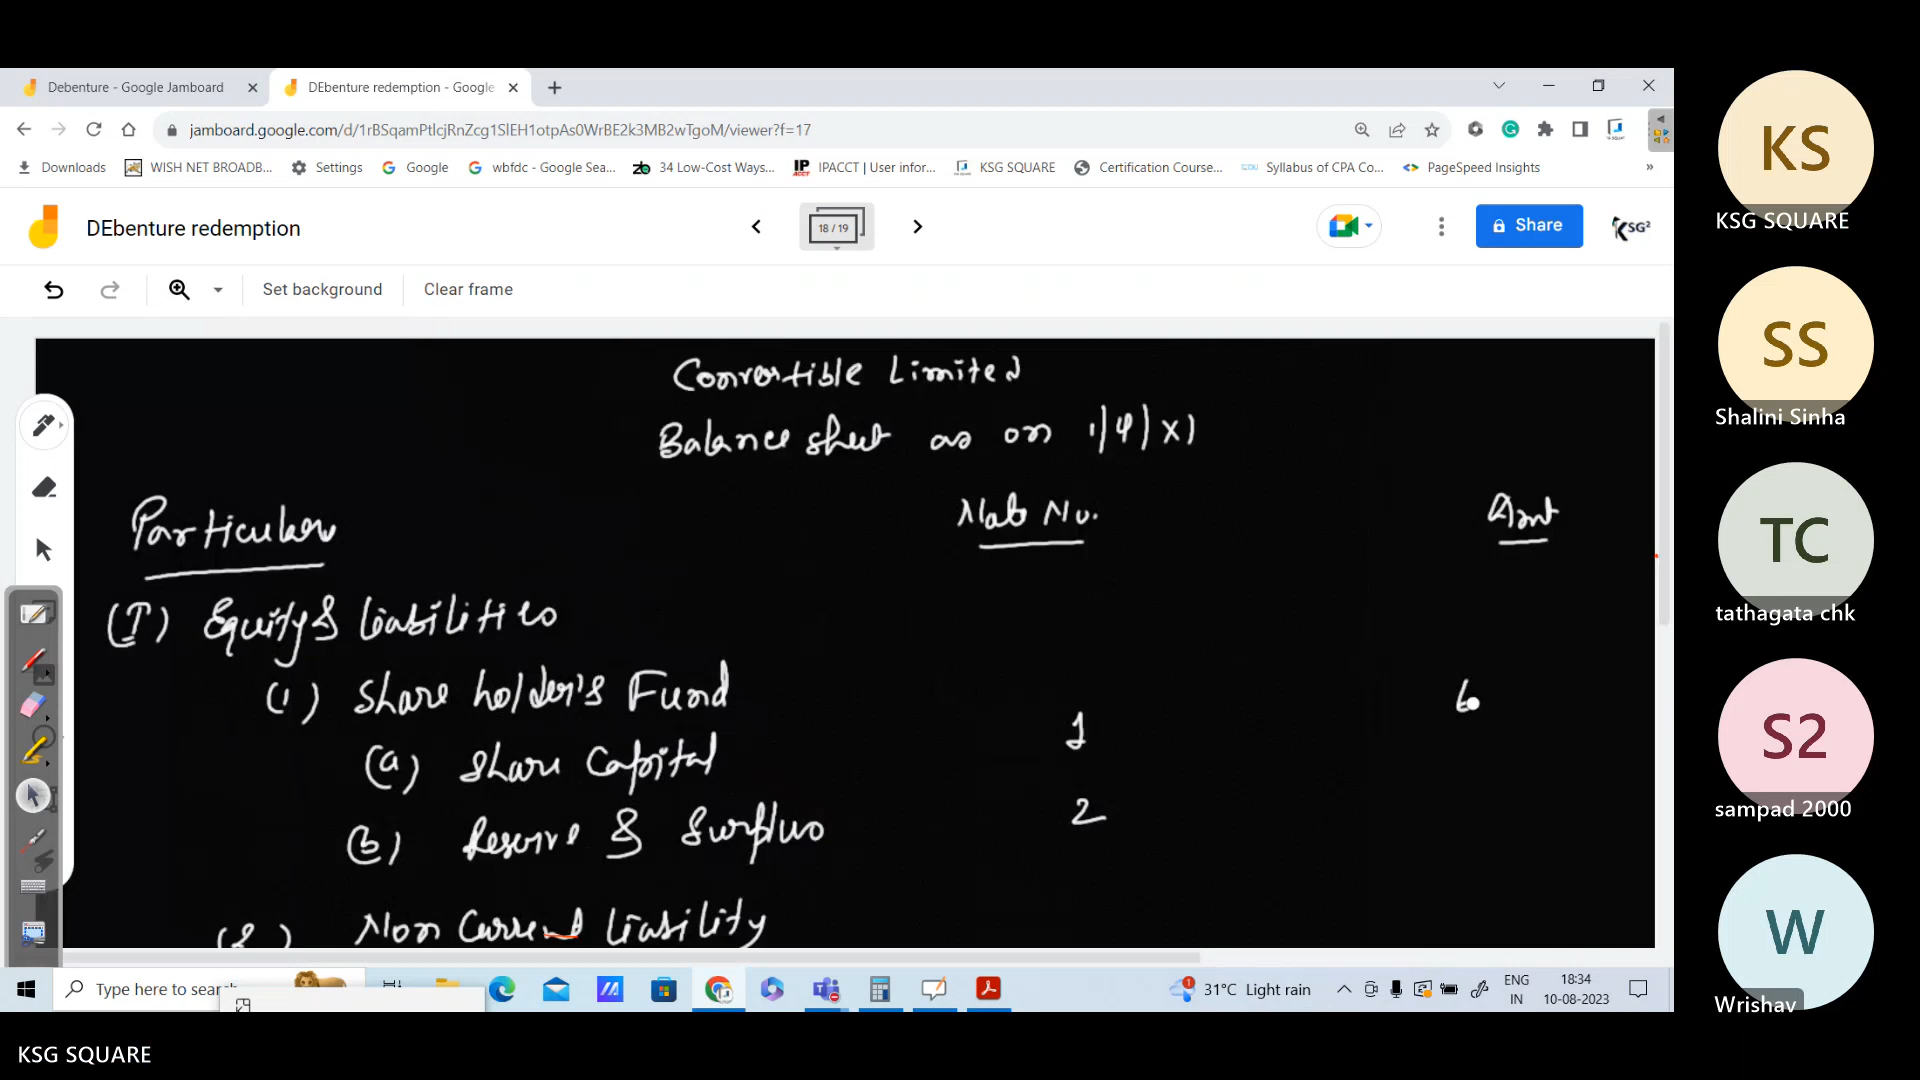 Debenture - Google Jamboard
DEbenture redemption - Google
jamboard.google.com/d/1rBSqamPtlcjRnZcg1SlEH1otpAs0WrBE2k3MB2wTgoM/viewer?f=17
Downloads WISH NET BROADB... Settings Google wbfdc - Google Sea... 34 Low-Cost Ways... IPACCT | User infor... KSG SQUARE Certification Course... Syllabus of CPA Co... PageSpeed Insights »
DEbenture redemption
18 / 19
Share
KSG²
Set background
Clear frame
Convertible Limited
Balance sheet as on 1/4/X1
Particulars Note No. Amt
(I) Equity & Liabilities
(1) Share holder's Fund
(a) Share Capital 1
(b) Reserve & Surplus 2
Non Current Liability
Type here to search
31°C Light rain
ENG
IN
18:34
10-08-2023
KS
KSG SQUARE
SS
Shalini Sinha
TC
tathagata chk
S2
sampad 2000
W
Wrishav
KSG SQUARE